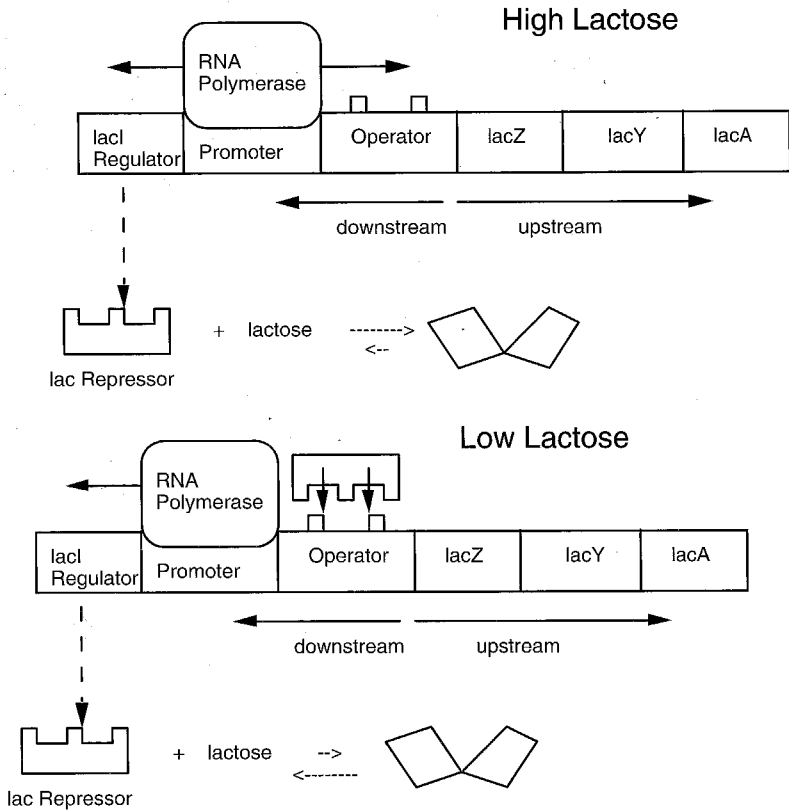 High Lactose
RNA
Polymerase
lacI
Regulator
Promoter
Operator
lacZ
lacY
lacA
downstream
upstream
+ lactose --------> <--
lac Repressor
Low Lactose
RNA
Polymerase
lacI
Regulator
Promoter
Operator
lacZ
lacY
lacA
downstream
upstream
+ lactose --> <--------
lac Repressor